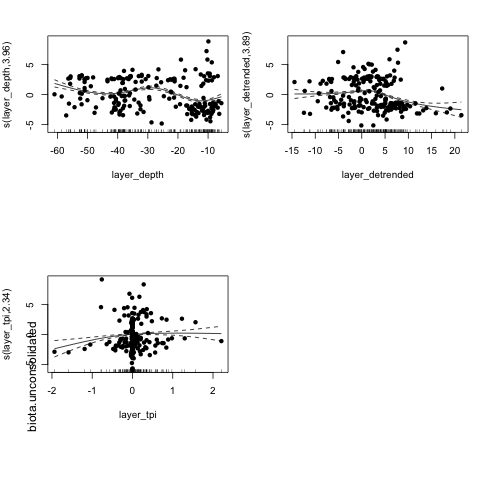 s(layer_depth,3.96)
5
0
-5
-60 -50 -40 -30 -20 -10
layer_depth
s(layer_detrended,3.89)
5
0
-5
-15 -10 -5 0 5 10 15 20
layer_detrended
s(layer_tpi,2.34)
biota.unconsolidated
5
-5
-2 -1 0 1 2
layer_tpi